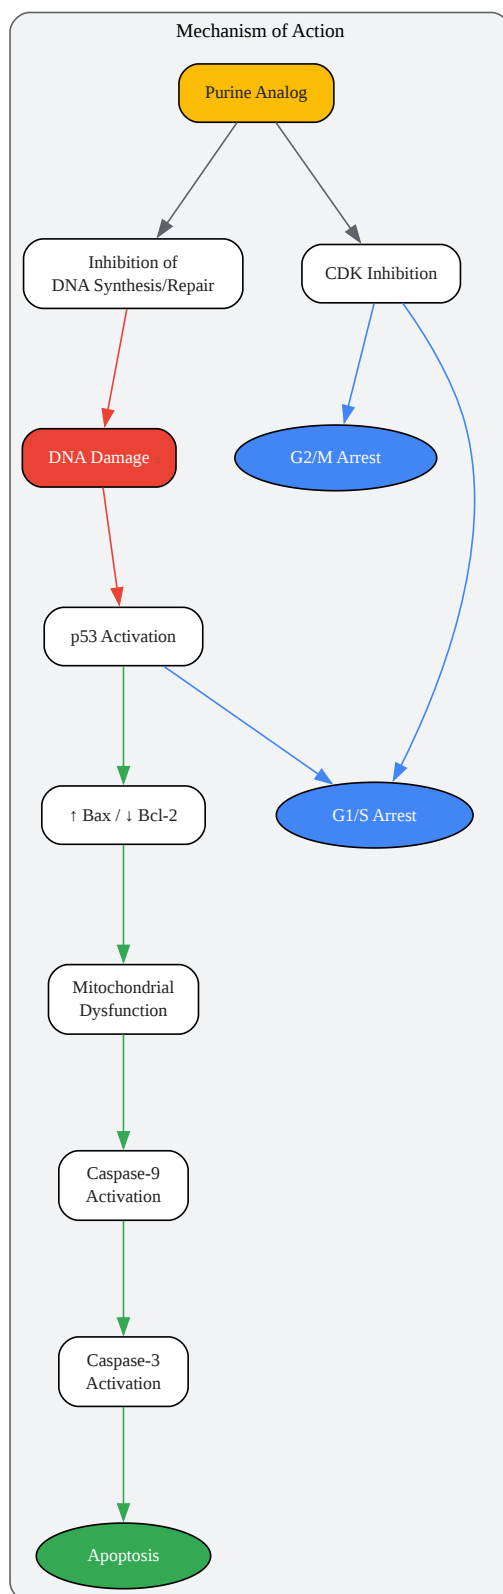 Mechanism of Action
Purine Analog
Inhibition of
DNA Synthesis/Repair
CDK Inhibition
DNA Damage
G2/M Arrest
p53 Activation
↑ Bax / ↓ Bcl-2
G1/S Arrest
Mitochondrial
Dysfunction
Caspase-9
Activation
Caspase-3
Activation
Apoptosis